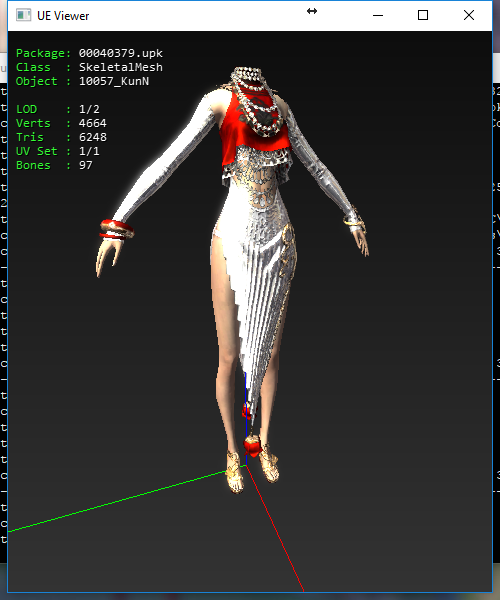 UE Viewer
Package: 00040379.upk
Class : SkeletalMesh
Object : 10057_KunN
LOD : 1/2
Verts : 4664
Tris : 6248
UV Set : 1/1
Bones : 97